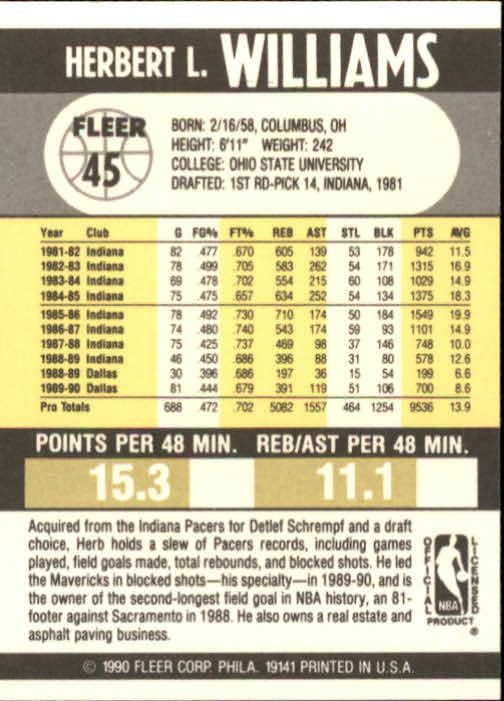 HERBERT L. WILLIAMS
FLEER
45
BORN: 2/16/58, COLUMBUS, OH
HEIGHT: 6'11" WEIGHT: 242
COLLEGE: OHIO STATE UNIVERSITY
DRAFTED: 1ST RD-PICK 14, INDIANA, 1981
Year Club G FG% FT% REB AST STL BLK PTS AVG
1981-82 Indiana 82 .477 .670 605 139 53 178 942 11.5
1982-83 Indiana 78 .499 .705 583 262 54 171 1315 16.9
1983-84 Indiana 69 .478 .702 554 215 60 108 1029 14.9
1984-85 Indiana 75 .475 .657 634 252 54 134 1375 18.3
1985-86 Indiana 78 .492 .730 710 174 50 184 1549 19.9
1986-87 Indiana 74 .480 .740 543 174 59 93 1101 14.9
1987-88 Indiana 75 .425 .737 469 98 37 146 748 10.0
1988-89 Indiana 46 .450 .686 396 88 31 80 578 12.6
1988-89 Dallas 30 .396 .686 197 36 15 54 199 6.6
1989-90 Dallas 81 .444 .679 391 119 51 106 700 8.6
Pro Totals 688 .472 .702 5082 1557 464 1254 9536 13.9
POINTS PER 48 MIN. REB/AST PER 48 MIN.
15.3 11.1
Acquired from the Indiana Pacers for Detlef Schrempf and a draft
choice, Herb holds a slew of Pacers records, including games
played, field goals made, total rebounds, and blocked shots. He led
the Mavericks in blocked shots—his specialty—in 1989-90, and is
the owner of the second-longest field goal in NBA history, an 81-
footer against Sacramento in 1988. He also owns a real estate and
asphalt paving business.
OFFICIAL
LICENSED
NBA
PRODUCT
®
© 1990 FLEER CORP. PHILA. 19141 PRINTED IN U.S.A.